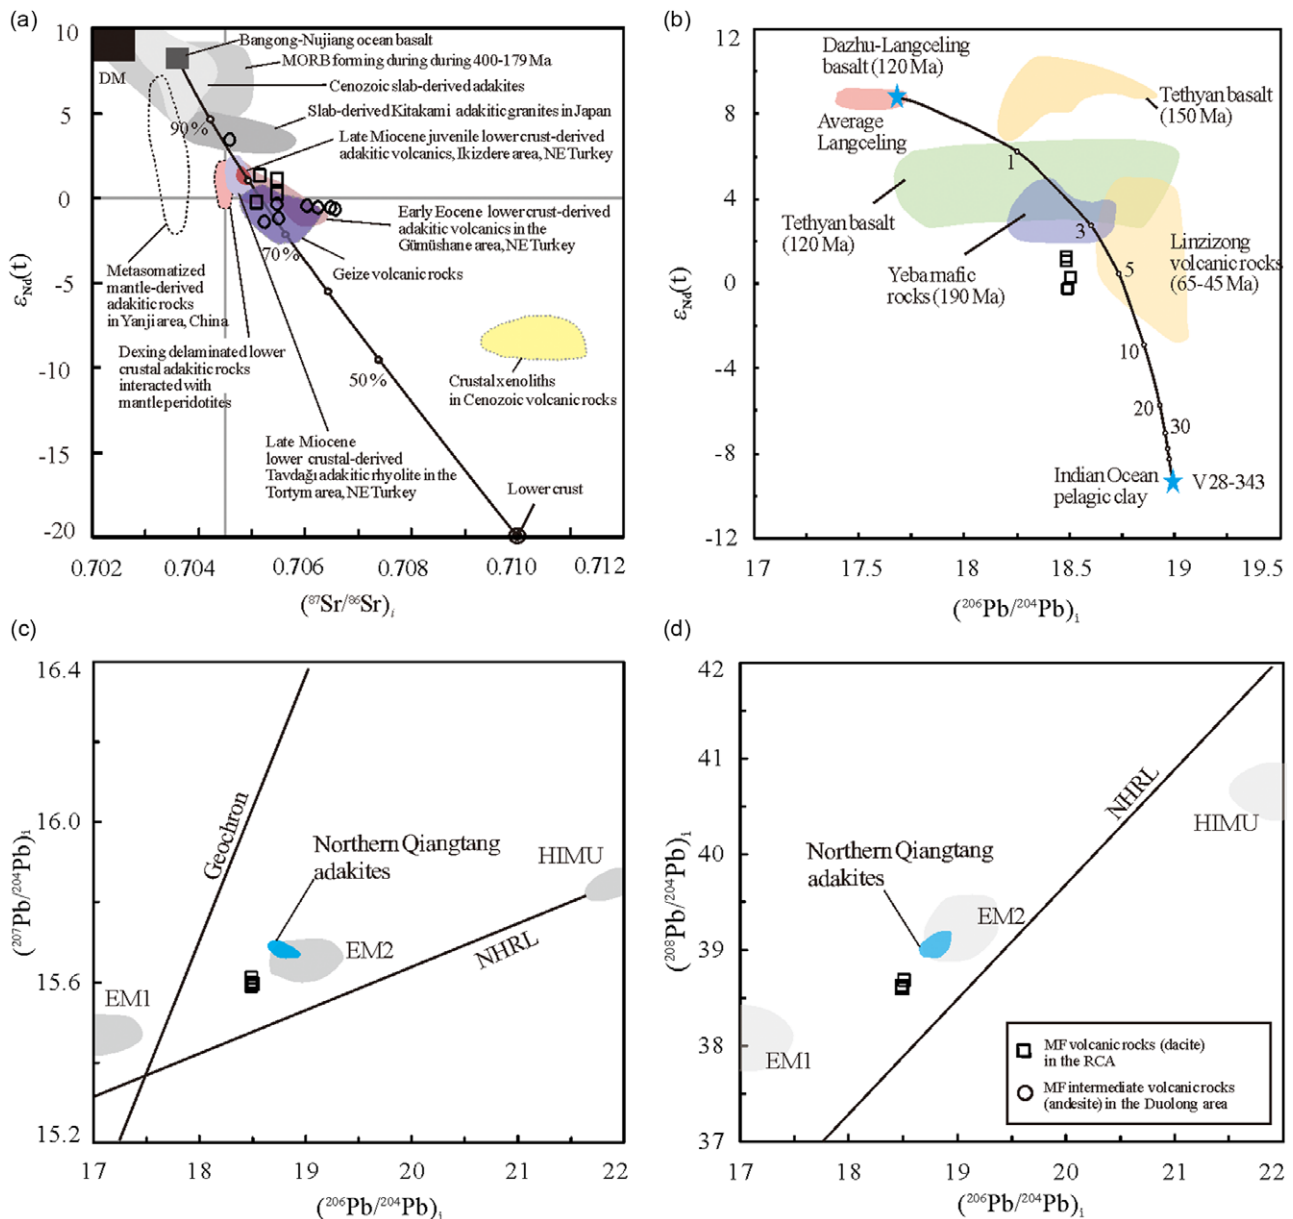 (a)
10
5
0
-5
-10
-15
-20
εNd(t)
0.702
0.704
0.706
0.708
0.710
0.712
(87Sr/86Sr)i
DM
Bangong-Nujiang ocean basalt
MORB forming during during 400-179 Ma
Cenozoic slab-derived adakites
Slab-derived Kitakami adakitic granites in Japan
90%
Late Miocene juvenile lower crust-derived
adakitic volcanics, Ikizdere area, NE Turkey
Early Eocene lower crust-derived
adakitic volcanics in the
Gümüshane area, NE Turkey
70%
Geize volcanic rocks
Metasomatized
mantle-derived
adakitic rocks
in Yanji area, China
Dexing delaminated lower
crustal adakitic rocks
interacted with
mantle peridotites
50%
Crustal xenoliths
in Cenozoic volcanic rocks
Late Miocene
lower crustal-derived
Tavdağı adakitic rhyolite in the
Tortym area, NE Turkey
Lower crust
(b)
12
8
4
0
-4
-8
-12
εNd(t)
17
17.5
18
18.5
19
19.5
(206Pb/204Pb)i
Dazhu-Langceling
basalt (120 Ma)
Average
Langceling
Tethyan basalt
(150 Ma)
1
Tethyan basalt
(120 Ma)
3
Yeba mafic
rocks (190 Ma)
Linzizong
volcanic rocks
(65-45 Ma)
5
10
20
30
Indian Ocean
pelagic clay
V28-343
(c)
16.4
16.0
15.6
15.2
(207Pb/204Pb)i
17
18
19
20
21
22
(206Pb/204Pb)i
Geochron
Northern Qiangtang
adakites
HIMU
EM2
NHRL
EM1
(d)
42
41
40
39
38
37
(208Pb/204Pb)i
17
18
19
20
21
22
(206Pb/204Pb)i
NHRL
HIMU
Northern Qiangtang
adakites
EM2
EM1
MF volcanic rocks (dacite)
in the RCA
MF intermediate volcanic rocks
(andesite) in the Duolong area